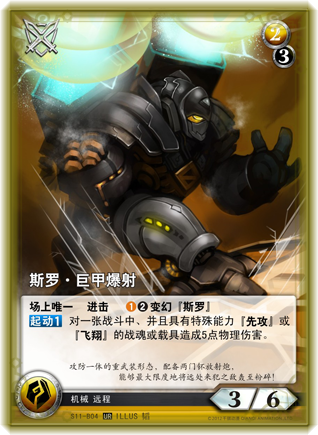 2
3
斯罗·巨甲爆射
场上唯一 进击 1 2 变幻『斯罗』
起动1 对一张战斗中、并且具有特殊能力『先攻』或
『飞翔』的战魂或载具造成5点物理伤害。
攻防一体的重武装形态，配备两门怀放射炮，
能够最大限度地将远处来犯之敌轰至粉碎！
机械 远程
3 / 6
S11-004 UR ILLUS 韬